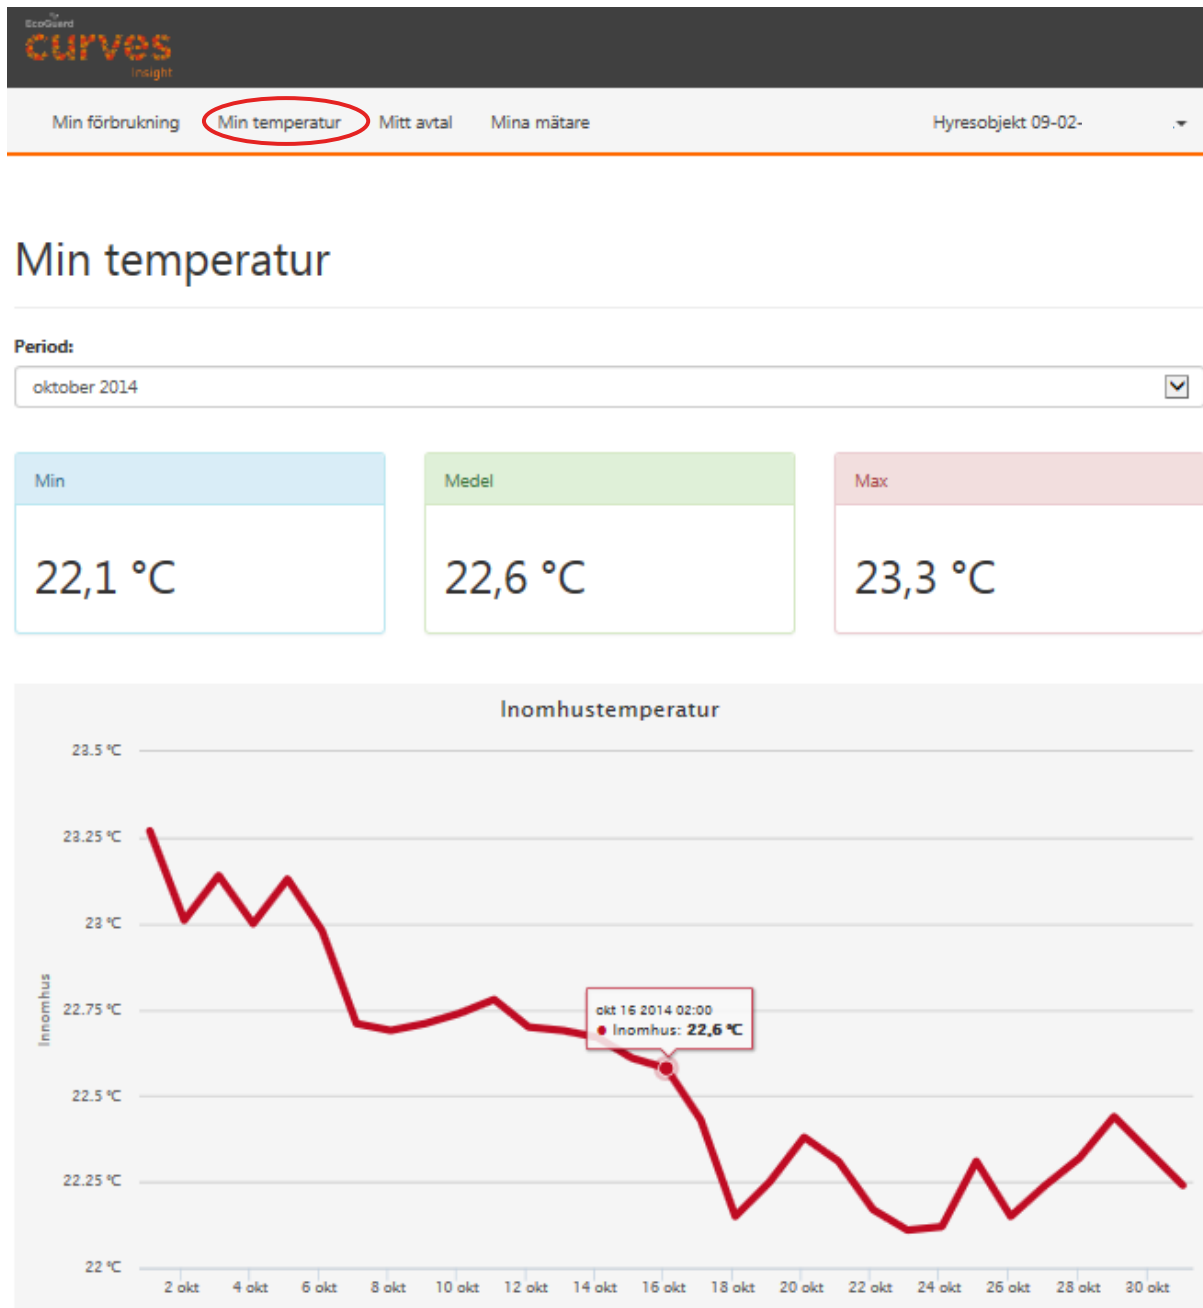 EcoGuard
curves
insight
Min förbrukning Min temperatur Mitt avtal Mina mätare Hyresobjekt 09-02-
Min temperatur
Period:
oktober 2014
Min Medel Max
22,1 °C 22,6 °C 23,3 °C
Inomhustemperatur
23.5 °C
23.25 °C
23 °C
22.75 °C
22.5 °C
22.25 °C
22 °C
Innomhus
okt 16 2014 02:00
Inomhus: 22,6 °C
2 okt 4 okt 6 okt 8 okt 10 okt 12 okt 14 okt 16 okt 18 okt 20 okt 22 okt 24 okt 26 okt 28 okt 30 okt